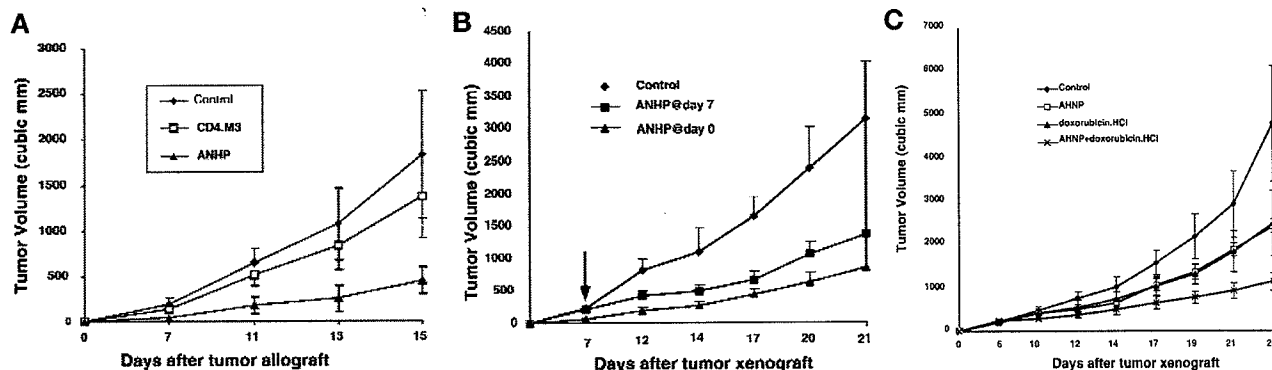 A
Tumor Volume (cubic mm)
3000
2500
2000
1500
1000
500
0
Control
CD4.M3
ANHP
0 7 11 13 15
Days after tumor allograft
B
Tumor Volume (cubic mm)
4500
4000
3500
3000
2500
2000
1500
1000
500
0
Control
ANHP@day 7
ANHP@day 0
7 12 14 17 20 21
Days after tumor xenograft
C
Tumor Volume (cubic mm)
7000
6000
5000
4000
3000
2000
1000
0
Control
AHNP
doxorubicin.HCl
AHNP+doxorubicin.HCl
0 6 10 12 14 17 19 21
Days after tumor xenograft